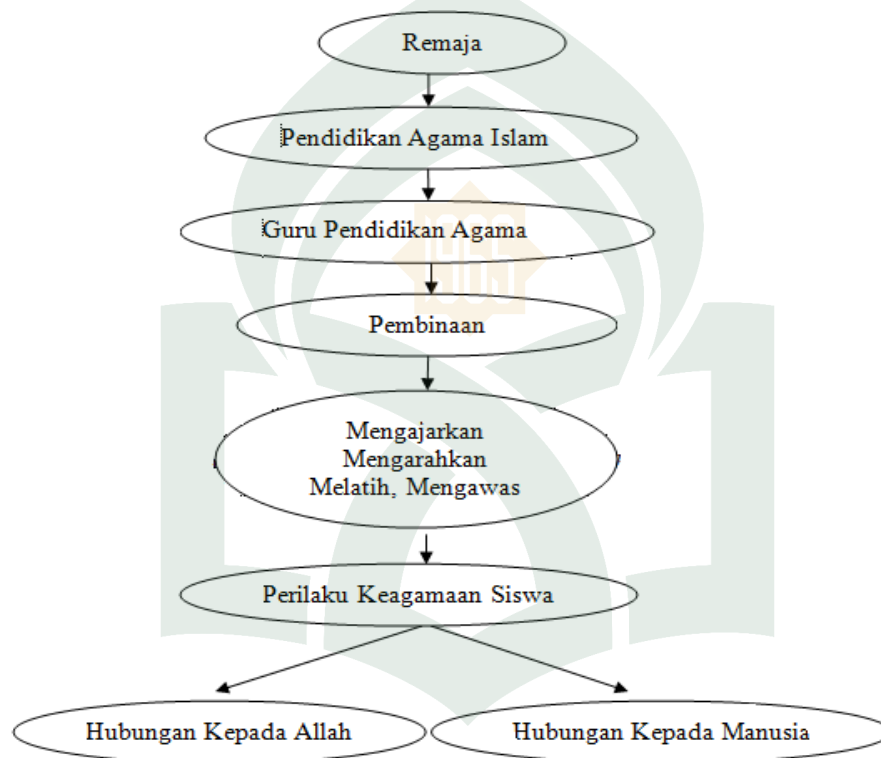 Remaja
Pendidikan Agama Islam
Guru Pendidikan Agama
1965
Pembinaan
Mengajarkan
Mengarahkan
Melatih, Mengawas
Perilaku Keagamaan Siswa
Hubungan Kepada Allah
Hubungan Kepada Manusia